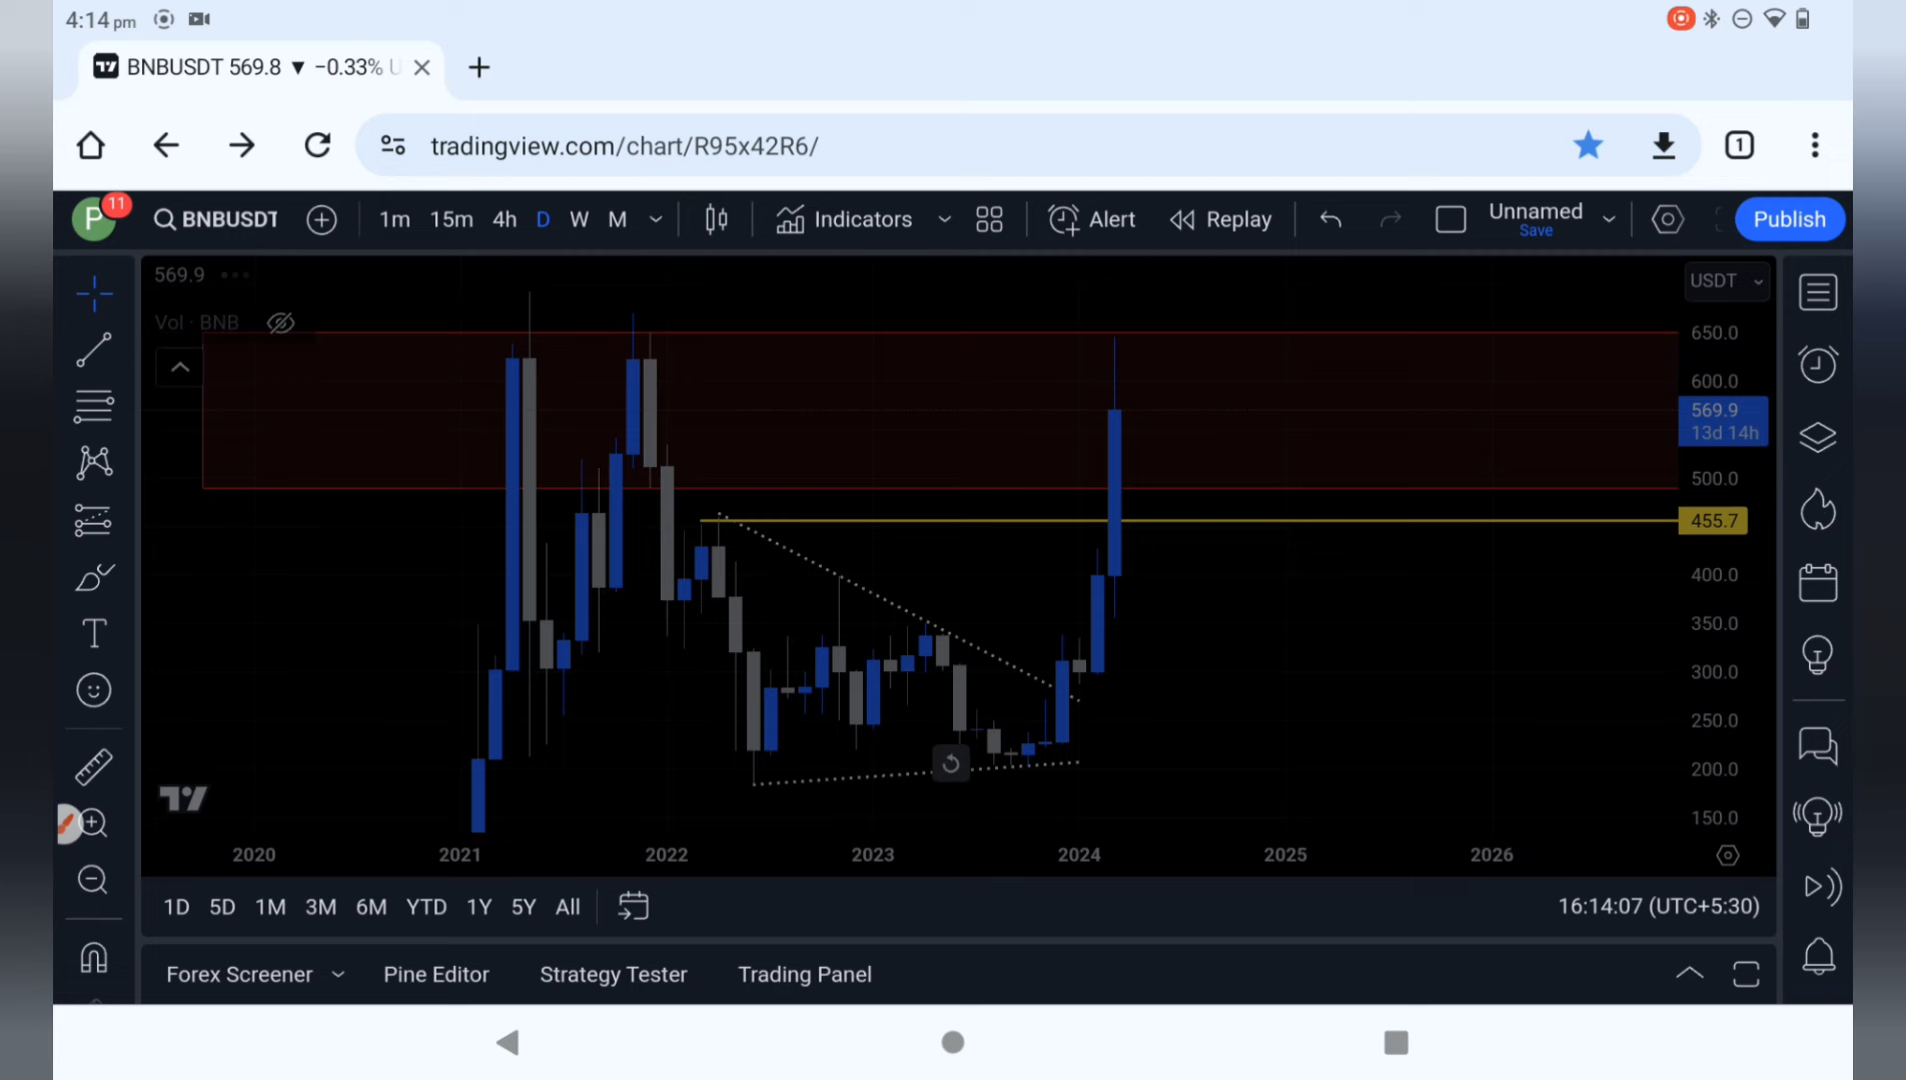 4:14 pm
BNBUSDT 569.8 ▼ −0.33% U
tradingview.com/chart/R95x42R6/
1
P
11
BNBUSDT
1m 15m 4h D W M
Indicators
Alert
Replay
Unnamed
Save
Publish
569.9
USDT
Vol · BNB
650.0
600.0
569.9
13d 14h
500.0
455.7
400.0
350.0
300.0
250.0
200.0
150.0
2020 2021 2022 2023 2024 2025 2026
1D 5D 1M 3M 6M YTD 1Y 5Y All
16:14:07 (UTC+5:30)
Forex Screener Pine Editor Strategy Tester Trading Panel